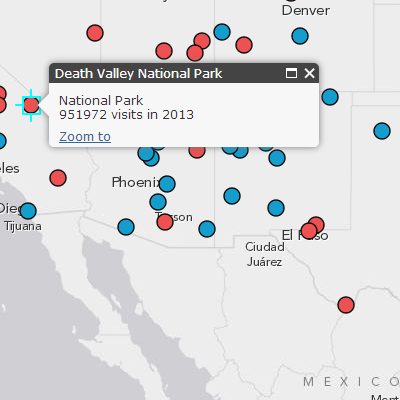 Denver
Death Valley National Park
National Park
951972 visits in 2013
Zoom to
eles
Phoenix
Dieg
Tijuana
Tucson
El Paso
Ciudad
Juárez
MEXICO
Mont